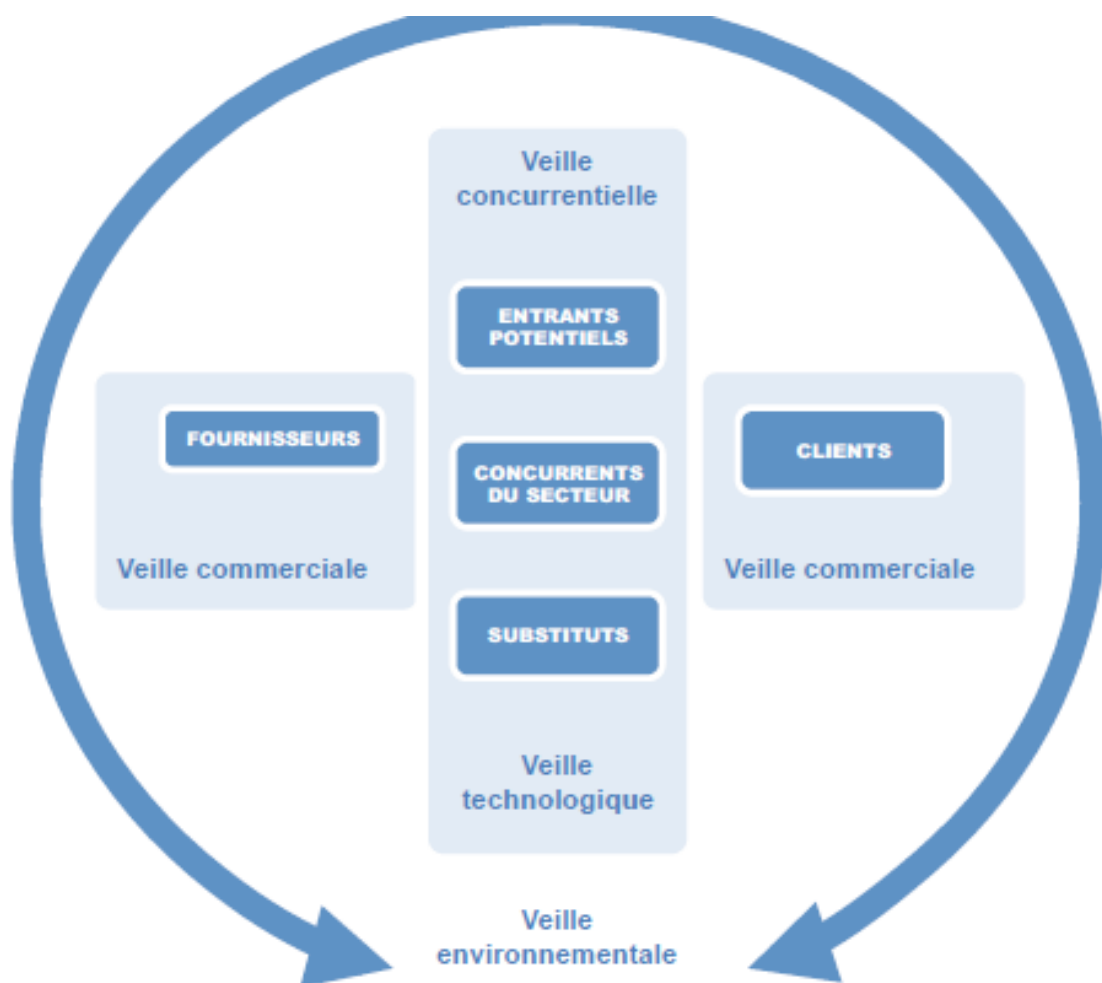 Veille
concurrentielle
ENTRANTS
POTENTIELS
FOURNISSEURS
Veille commerciale
CONCURRENTS
DU SECTEUR
CLIENTS
Veille commerciale
SUBSTITUTS
Veille
technologique
Veille
environnementale